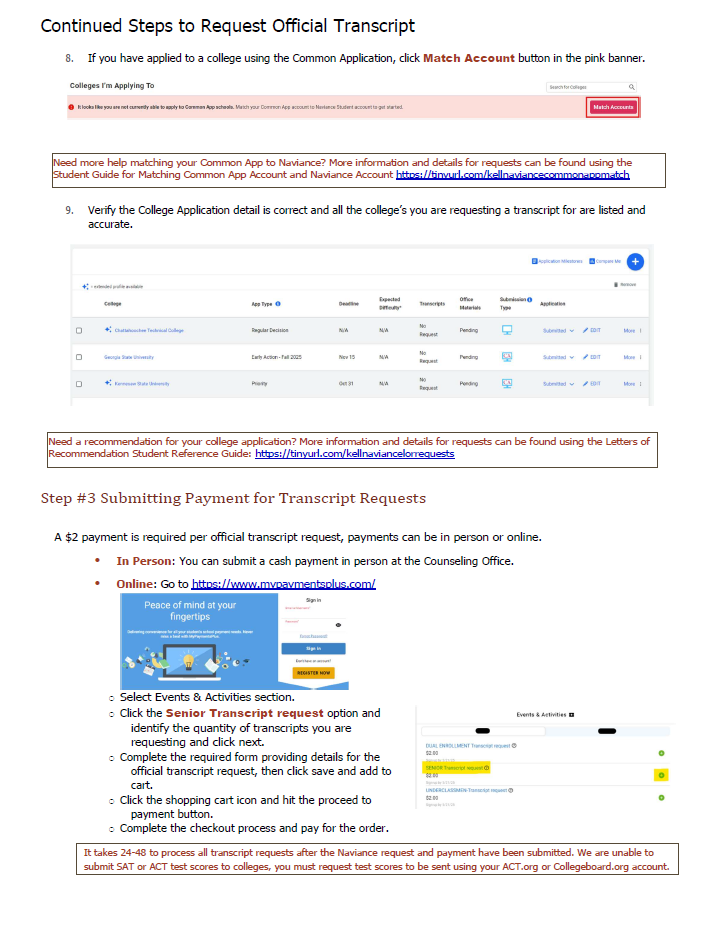 Continued Steps to Request Official Transcript
8. If you have applied to a college using the Common Application, click Match Account button in the pink banner.
Colleges I'm Applying To
Search for Colleges
It looks like you are not currently able to apply to Common App schools. Match your Common App account to Naviance Student account to get started.
Match Accounts
Need more help matching your Common App to Naviance? More information and details for requests can be found using the
Student Guide for Matching Common App Account and Naviance Account https://tinyurl.com/kellnaviancecommonappmatch
9. Verify the College Application detail is correct and all the college's you are requesting a transcript for are listed and
accurate.
Application Milestones Compare Me +
- extended profile available
Remove
College App Type Deadline Expected Difficulty* Transcripts Office Materials Submission Type Application
Chattahoochee Technical College Regular Decision N/A N/A No Request Pending Submitted EDIT More
Georgia State University Early Action - Fall 2025 Nov 15 N/A No Request Pending Submitted EDIT More
Kennesaw State University Priority Oct 31 N/A No Request Pending Submitted EDIT More
Need a recommendation for your college application? More information and details for requests can be found using the Letters of
Recommendation Student Reference Guide: https://tinyurl.com/kellnaviancelorrequests
Step #3 Submitting Payment for Transcript Requests
A $2 payment is required per official transcript request, payments can be in person or online.
• In Person: You can submit a cash payment in person at the Counseling Office.
• Online: Go to https://www.mypaymentsplus.com/
Peace of mind at your
fingertips
Delivering convenience for all your student's school payment needs. Never
miss a beat with MyPaymentsPlus.
Sign in
Forgot Password?
Sign in
Don't have an account?
REGISTER NOW
o Select Events & Activities section.
o Click the Senior Transcript request option and
identify the quantity of transcripts you are
requesting and click next.
o Complete the required form providing details for the
official transcript request, then click save and add to
cart.
o Click the shopping cart icon and hit the proceed to
payment button.
o Complete the checkout process and pay for the order.
Events & Activities
DUAL ENROLLMENT Transcript request
$2.00
SENIOR Transcript request
$2.00
UNDERCLASSMEN-Transcript request
$2.00
It takes 24-48 to process all transcript requests after the Naviance request and payment have been submitted. We are unable to
submit SAT or ACT test scores to colleges, you must request test scores to be sent using your ACT.org or Collegeboard.org account.